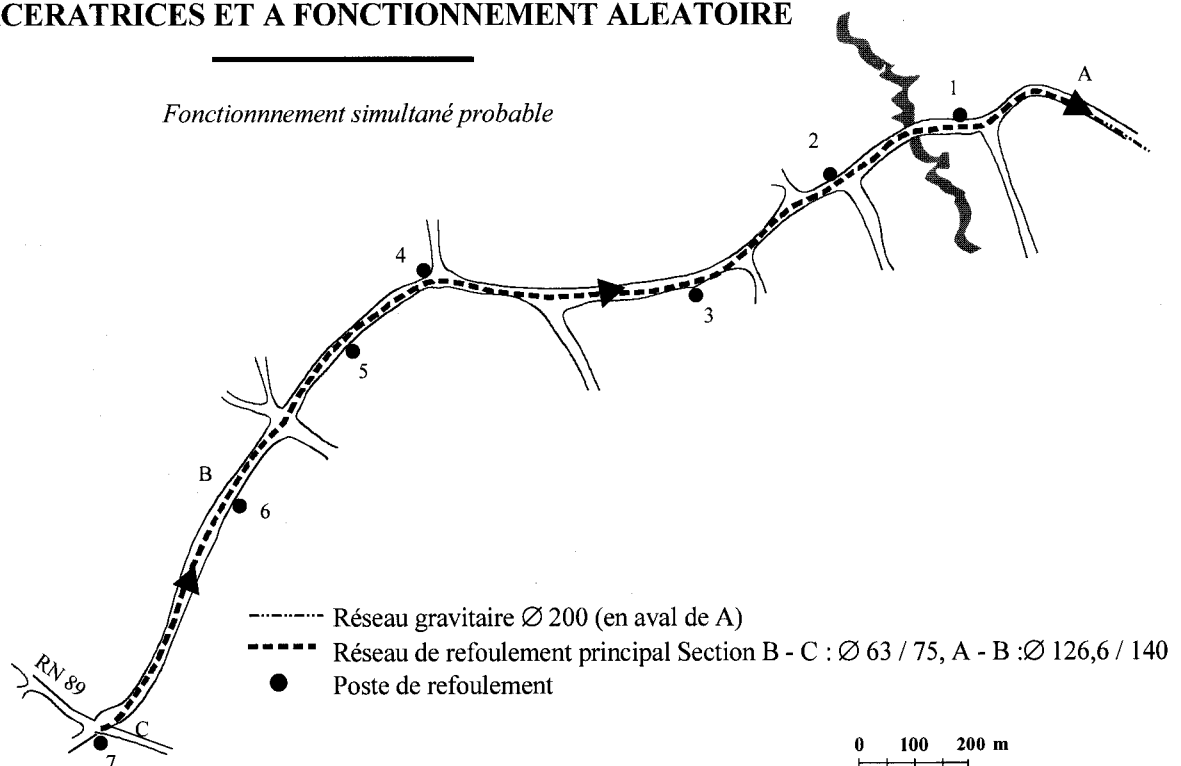 CERATRICES ET A FONCTIONNEMENT ALEATOIRE
Fonctionnnement simultané probable
A
1
2
4
3
5
B
6
Réseau gravitaire ∅ 200 (en aval de A)
Réseau de refoulement principal Section B - C : ∅ 63 / 75, A - B :∅ 126,6 / 140
Poste de refoulement
RN 89
C
7
0 100 200 m